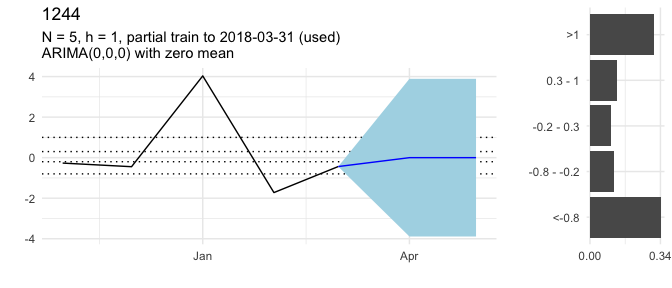 1244
N = 5, h = 1, partial train to 2018-03-31 (used)
ARIMA(0,0,0) with zero mean
4
2
0
-2
-4
Jan
Apr
>1
0.3 - 1
-0.2 - 0.3
-0.8 - -0.2
<-0.8
0.00
0.34